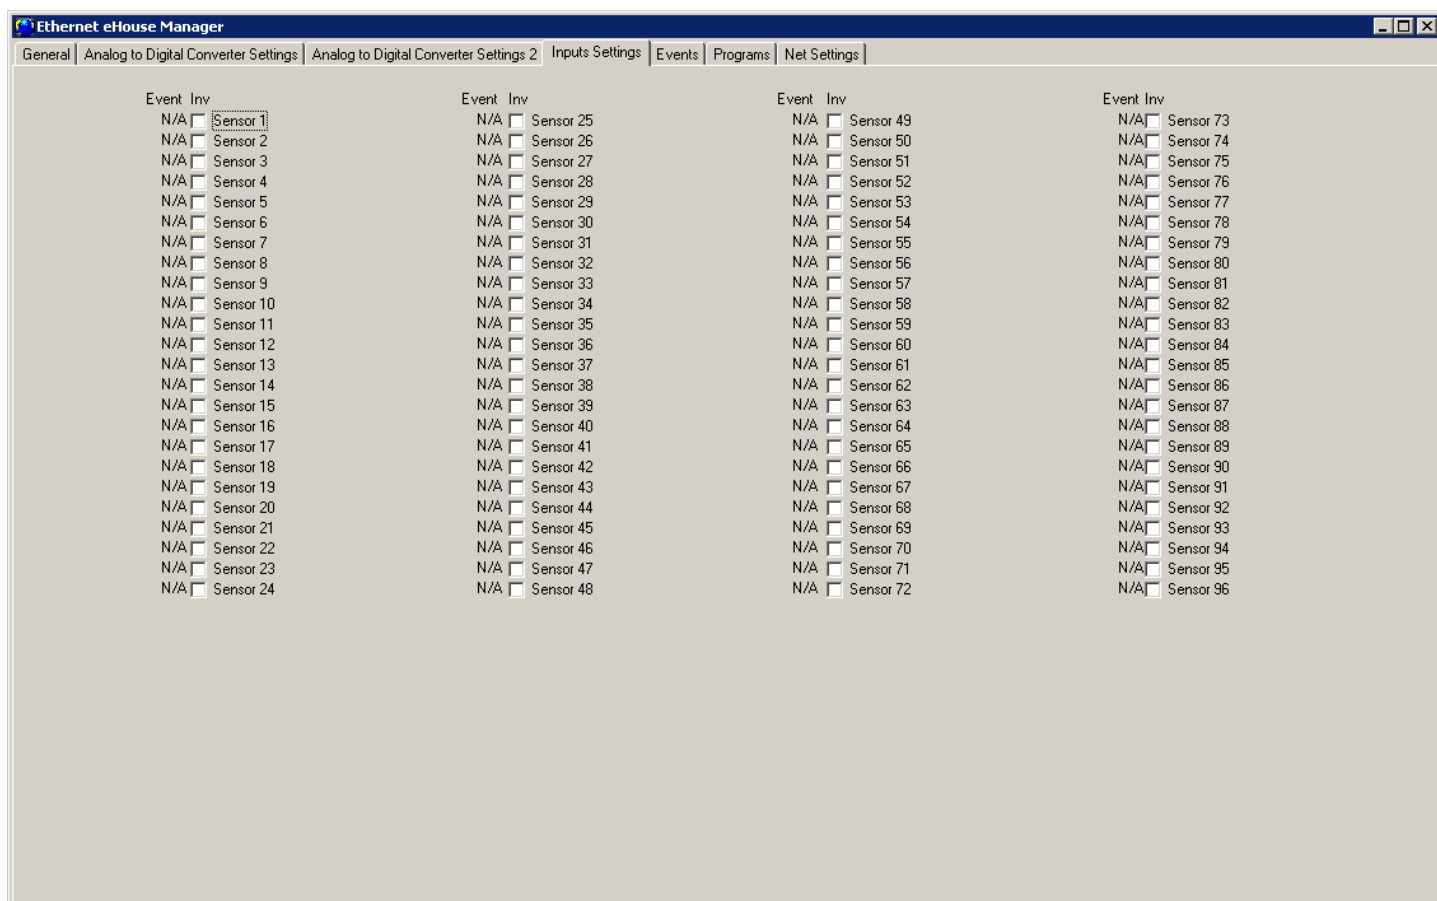 Ethernet eHouse Manager
General Analog to Digital Converter Settings Analog to Digital Converter Settings 2 Inputs Settings Events Programs Net Settings
Event Inv Event Inv Event Inv Event Inv
N/A Sensor 1 N/A Sensor 25 N/A Sensor 49 N/A Sensor 73
N/A Sensor 2 N/A Sensor 26 N/A Sensor 50 N/A Sensor 74
N/A Sensor 3 N/A Sensor 27 N/A Sensor 51 N/A Sensor 75
N/A Sensor 4 N/A Sensor 28 N/A Sensor 52 N/A Sensor 76
N/A Sensor 5 N/A Sensor 29 N/A Sensor 53 N/A Sensor 77
N/A Sensor 6 N/A Sensor 30 N/A Sensor 54 N/A Sensor 78
N/A Sensor 7 N/A Sensor 31 N/A Sensor 55 N/A Sensor 79
N/A Sensor 8 N/A Sensor 32 N/A Sensor 56 N/A Sensor 80
N/A Sensor 9 N/A Sensor 33 N/A Sensor 57 N/A Sensor 81
N/A Sensor 10 N/A Sensor 34 N/A Sensor 58 N/A Sensor 82
N/A Sensor 11 N/A Sensor 35 N/A Sensor 59 N/A Sensor 83
N/A Sensor 12 N/A Sensor 36 N/A Sensor 60 N/A Sensor 84
N/A Sensor 13 N/A Sensor 37 N/A Sensor 61 N/A Sensor 85
N/A Sensor 14 N/A Sensor 38 N/A Sensor 62 N/A Sensor 86
N/A Sensor 15 N/A Sensor 39 N/A Sensor 63 N/A Sensor 87
N/A Sensor 16 N/A Sensor 40 N/A Sensor 64 N/A Sensor 88
N/A Sensor 17 N/A Sensor 41 N/A Sensor 65 N/A Sensor 89
N/A Sensor 18 N/A Sensor 42 N/A Sensor 66 N/A Sensor 90
N/A Sensor 19 N/A Sensor 43 N/A Sensor 67 N/A Sensor 91
N/A Sensor 20 N/A Sensor 44 N/A Sensor 68 N/A Sensor 92
N/A Sensor 21 N/A Sensor 45 N/A Sensor 69 N/A Sensor 93
N/A Sensor 22 N/A Sensor 46 N/A Sensor 70 N/A Sensor 94
N/A Sensor 23 N/A Sensor 47 N/A Sensor 71 N/A Sensor 95
N/A Sensor 24 N/A Sensor 48 N/A Sensor 72 N/A Sensor 96